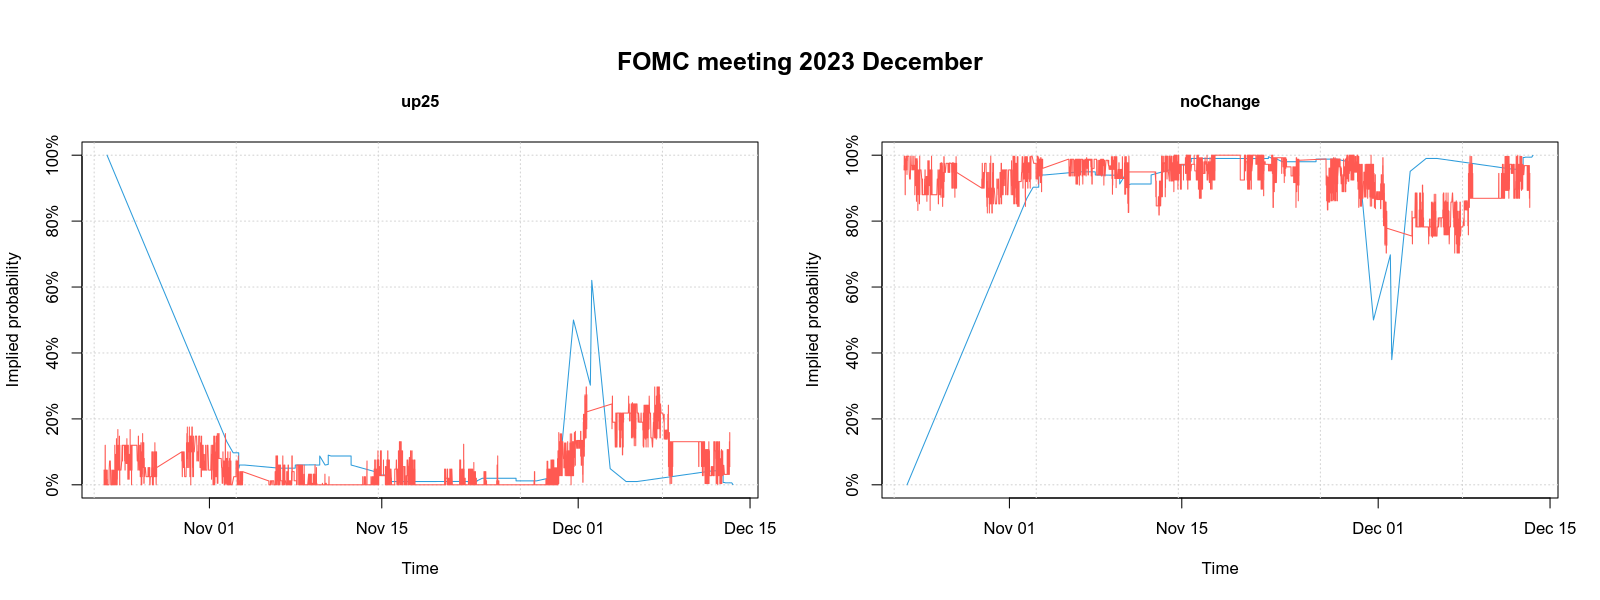 FOMC meeting 2023 December
up25
Implied probability
100%
80%
60%
40%
20%
0%
Nov 01
Nov 15
Dec 01
Dec 15
Time
noChange
Implied probability
100%
80%
60%
40%
20%
0%
Nov 01
Nov 15
Dec 01
Dec 15
Time